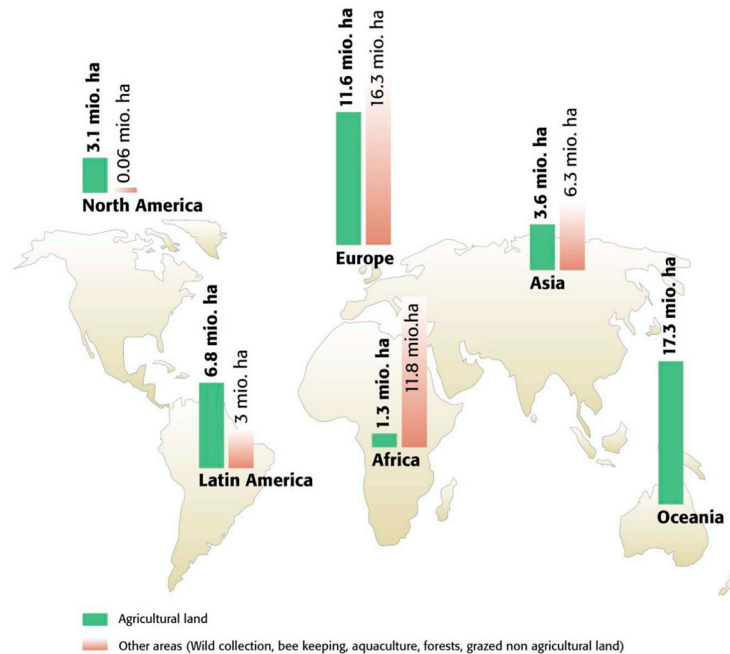 3.1 mio. ha
0.06 mio. ha
North America
11.6 mio. ha
16.3 mio. ha
Europe
3.6 mio. ha
6.3 mio. ha
Asia
6.8 mio. ha
3 mio. ha
Latin America
1.3 mio. ha
11.8 mio.ha
Africa
17.3 mio. ha
Oceania
Agricultural land
Other areas (Wild collection, bee keeping, aquaculture, forests, grazed non agricultural land)